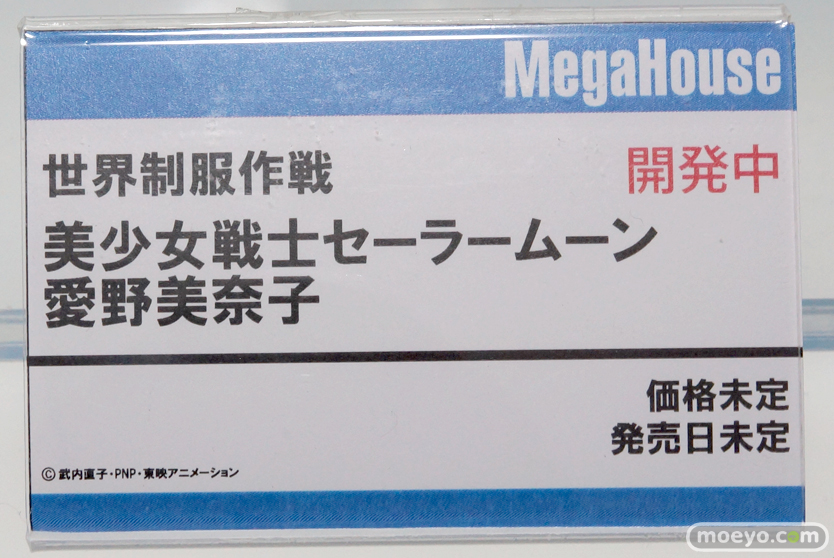 MegaHouse
世界制服作戦
開発中
美少女戦士セーラームーン
愛野美奈子
価格未定
発売日未定
©武内直子・PNP・東映アニメーション
moeyo.com